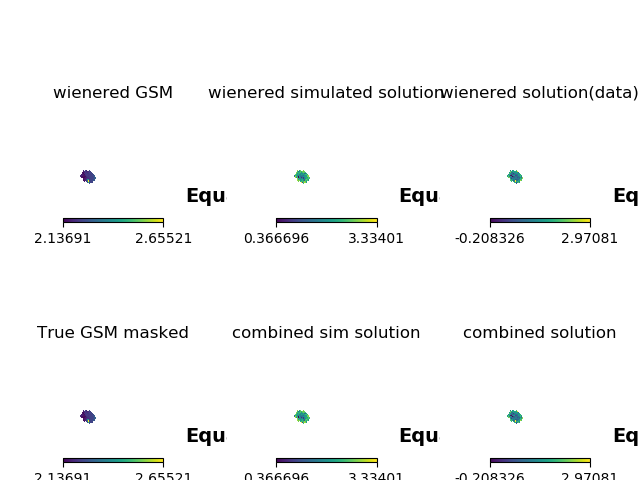 wienered GSM wienered simulated solution wienered solution(data)
Equ Equ Eq
2.13691 2.65521 0.366696 3.33401 -0.208326 2.97081
True GSM masked combined sim solution combined solution
Equ Equ Eq
2.13691 2.65521 0.366696 3.33401 -0.208326 2.97081